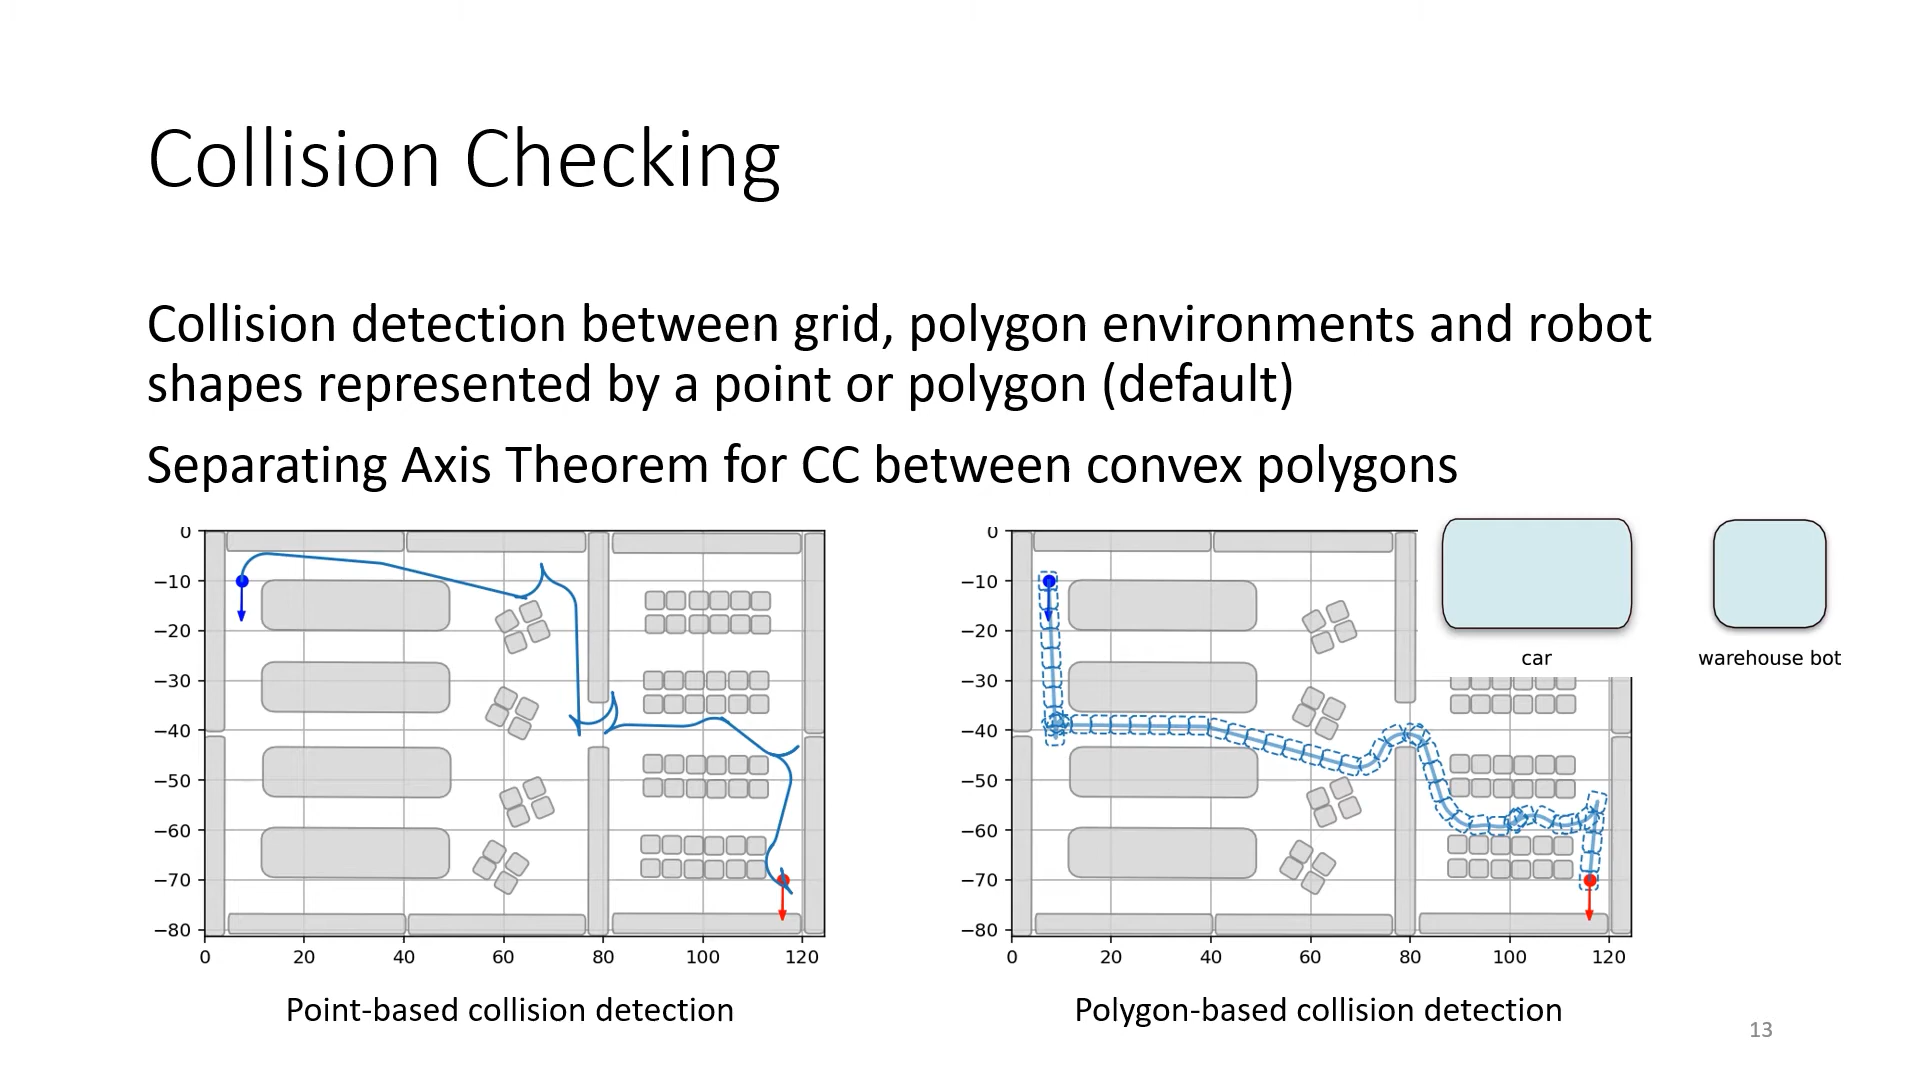 Collision Checking
Collision detection between grid, polygon environments and robot
shapes represented by a point or polygon (default)
Separating Axis Theorem for CC between convex polygons
0
−10
−20
−30
−40
−50
−60
−70
−80
0 20 40 60 80 100 120
Point-based collision detection
0
−10
−20
−30
−40
−50
−60
−70
−80
0 20 40 60 80 100 120
car
warehouse bot
Polygon-based collision detection
13